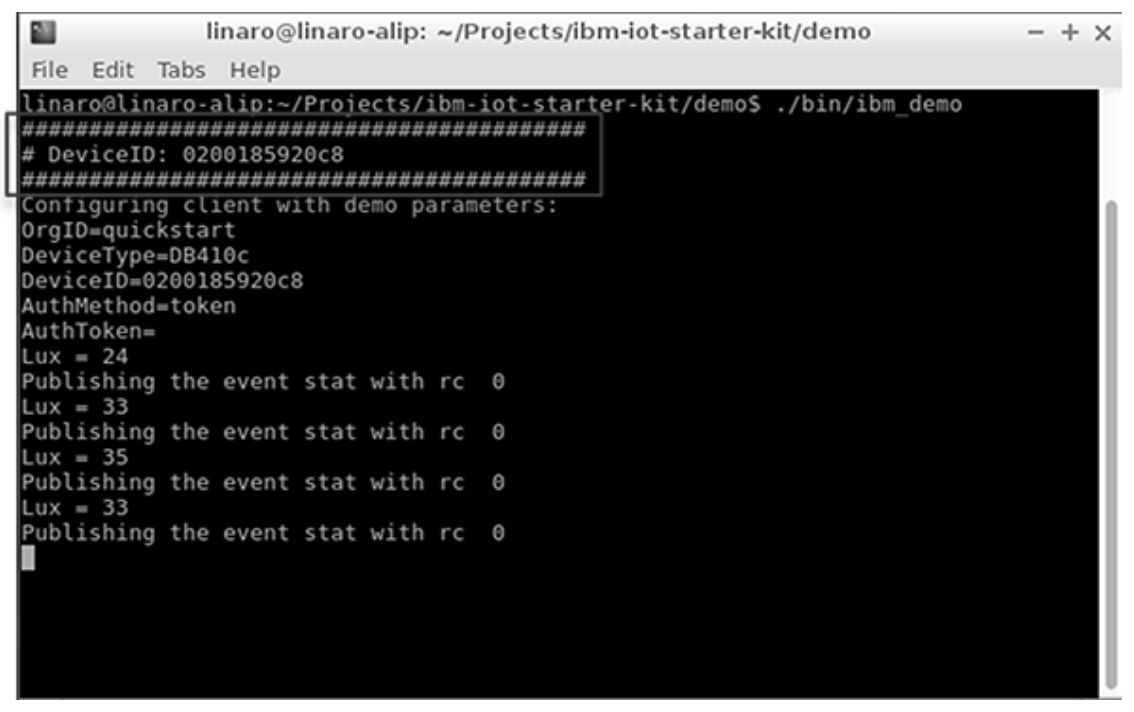 linaro@linaro-alip: ~/Projects/ibm-iot-starter-kit/demo
File Edit Tabs Help
linaro@linaro-alip:~/Projects/ibm-iot-starter-kit/demo$ ./bin/ibm_demo
##########################################
# DeviceID: 0200185920c8
##########################################
Configuring client with demo parameters:
OrgID=quickstart
DeviceType=DB410c
DeviceID=0200185920c8
AuthMethod=token
AuthToken=
Lux = 24
Publishing the event stat with rc  0
Lux = 33
Publishing the event stat with rc  0
Lux = 35
Publishing the event stat with rc  0
Lux = 33
Publishing the event stat with rc  0